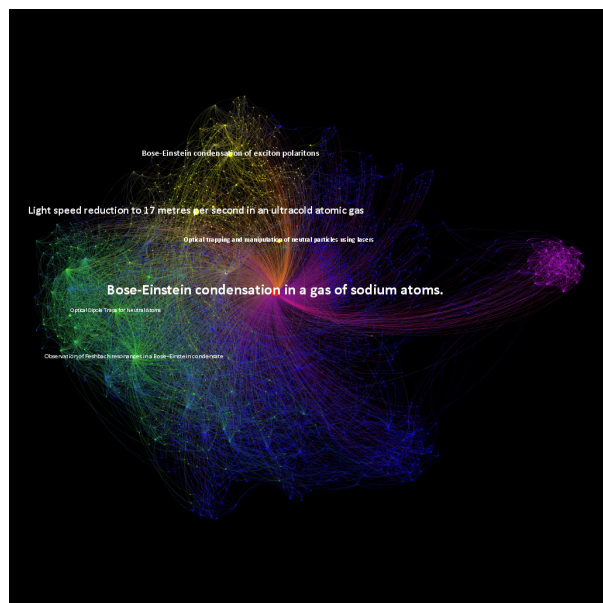 Bose-Einstein condensation of exciton polaritons
Light speed reduction to 17 metres per second in an ultracold atomic gas
Optical trapping and manipulation of neutral particles using lasers
Bose-Einstein condensation in a gas of sodium atoms.
Optical Dipole Traps for Neutral Atoms
Observation of Feshbach resonances in a Bose-Einstein condensate